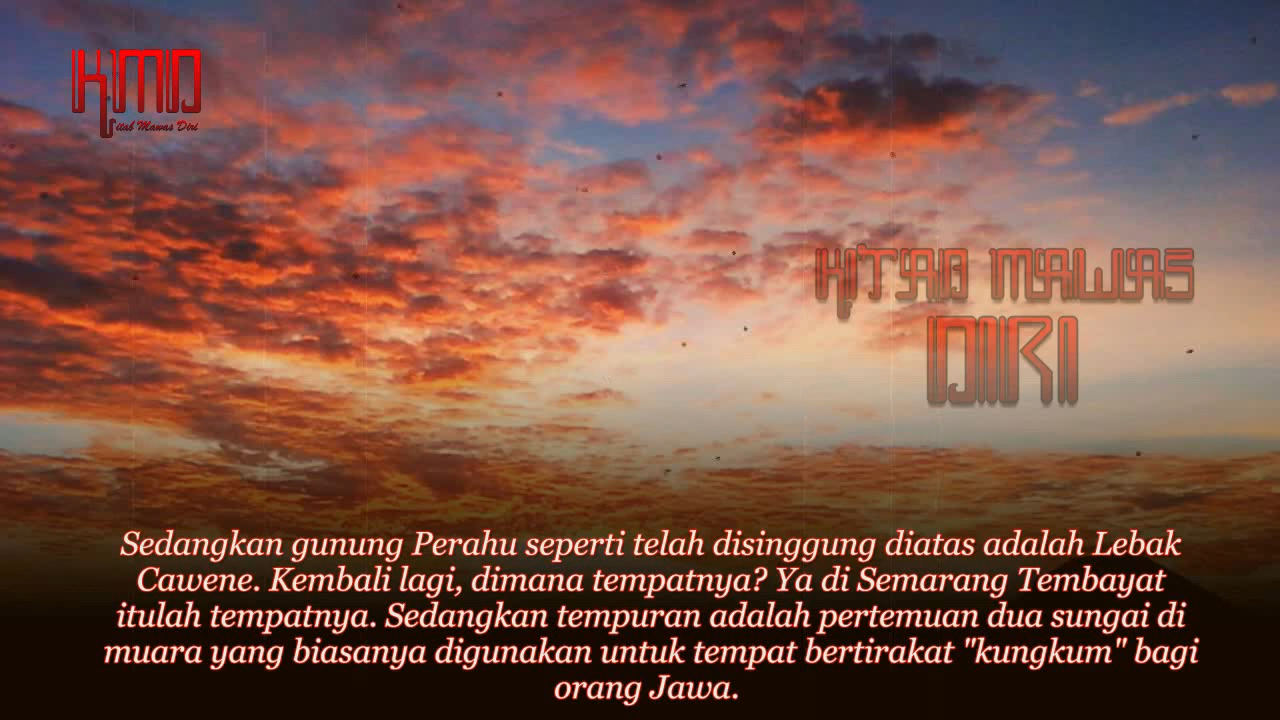 KMD
Kitab Mawas Diri
KITAB MAWAS
DIRI
Sedangkan gunung Perahu seperti telah disinggung diatas adalah Lebak
Cawene. Kembali lagi, dimana tempatnya? Ya di Semarang Tembayat
itulah tempatnya. Sedangkan tempuran adalah pertemuan dua sungai di
muara yang biasanya digunakan untuk tempat bertirakat "kungkum" bagi
orang Jawa.